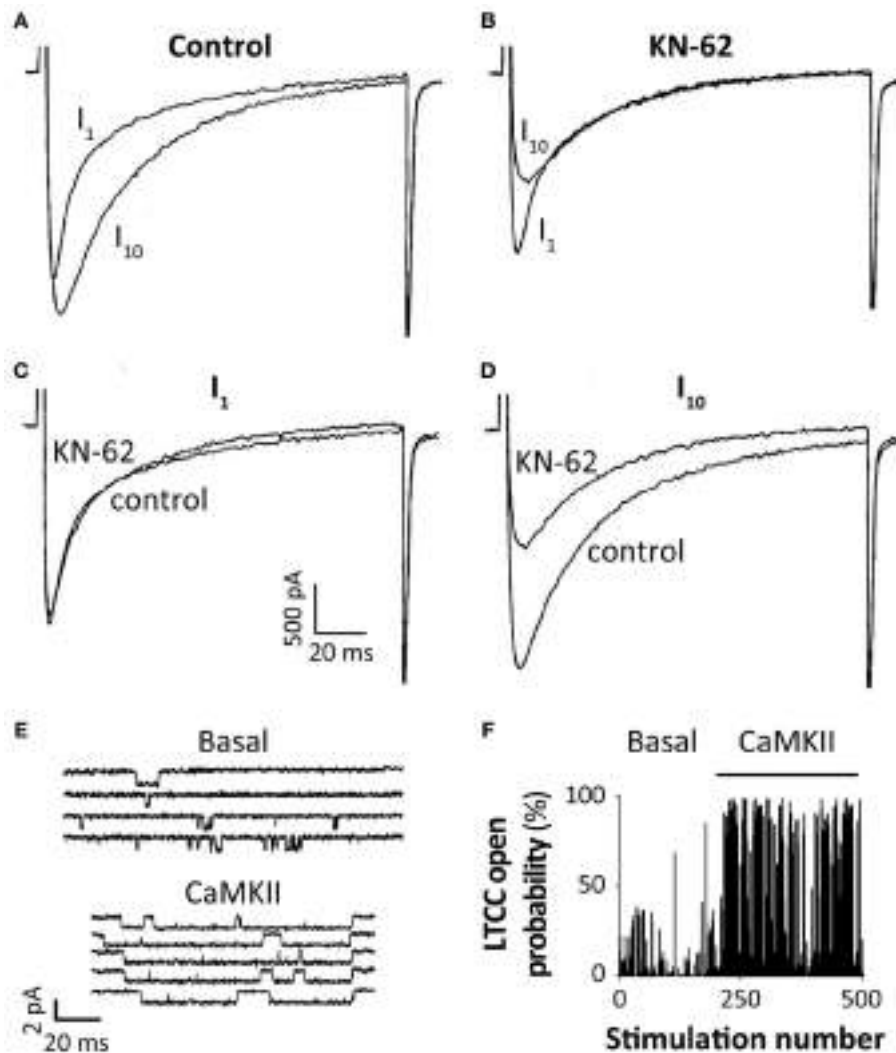 A
Control
I₁
I₁₀
B
KN-62
I₁₀
I₁
C
I₁
KN-62
control
500 pA
20 ms
D
I₁₀
KN-62
control
E
Basal
CaMKII
2 pA
20 ms
F
Basal CaMKII
LTCC open
probability (%)
100
50
0
0 250 500
Stimulation number